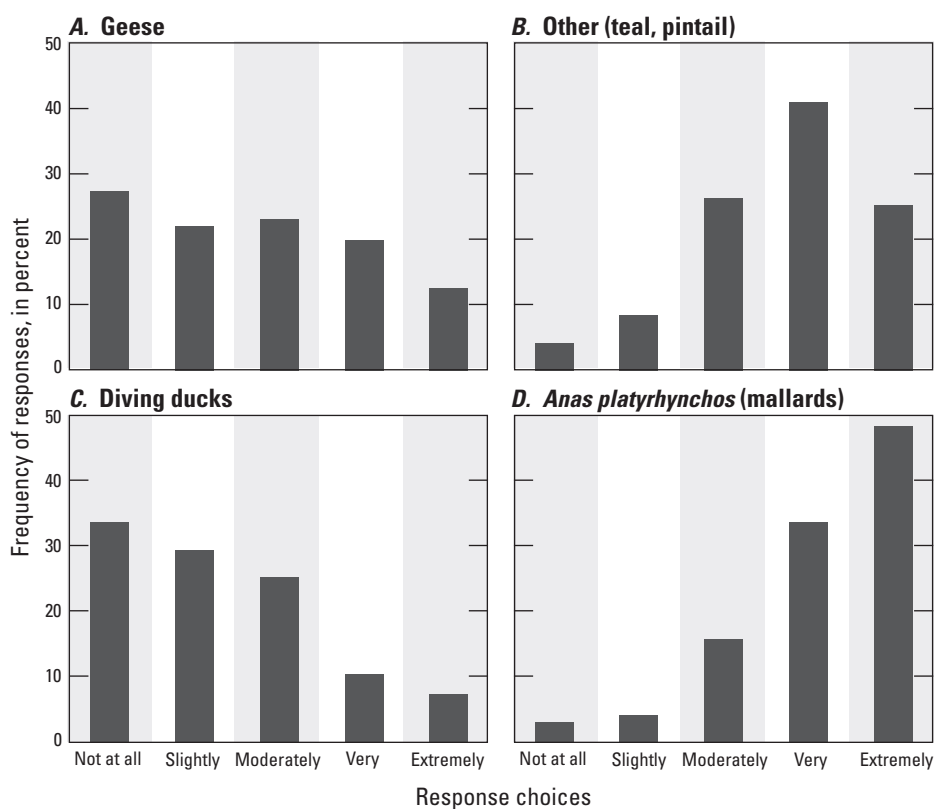 A. Geese
B. Other (teal, pintail)
50
40
30
20
10
0
C. Diving ducks
D. Anas platyrhynchos (mallards)
50
40
30
20
10
0
Frequency of responses, in percent
Not at all Slightly Moderately Very Extremely
Not at all Slightly Moderately Very Extremely
Response choices